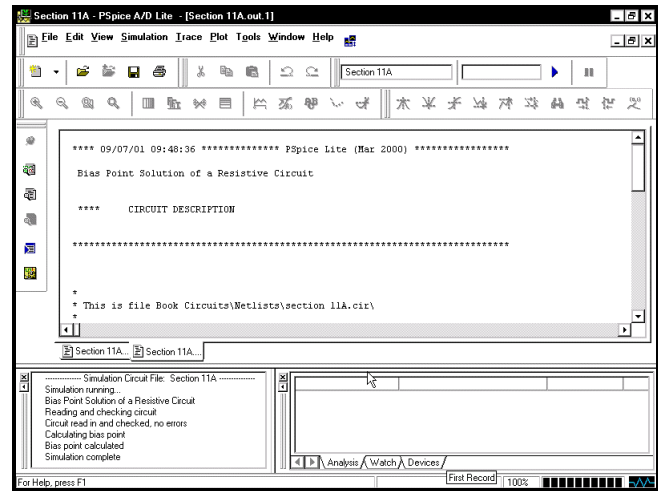 Section 11A - PSpice A/D Lite - [Section 11A.out.1]
File Edit View Simulation Trace Plot Tools Window Help
Section 11A
**** 09/07/01 09:48:36 ************** PSpice Lite (Mar 2000) *****************
Bias Point Solution of a Resistive Circuit
**** CIRCUIT DESCRIPTION
******************************************************************************
*
* This is file Book Circuits\Netlists\section 11A.cir\
*
Section 11A... Section 11A....
-------------- Simulation Circuit File: Section 11A --------------
Simulation running...
Bias Point Solution of a Resistive Circuit
Reading and checking circuit
Circuit read in and checked, no errors
Calculating bias point
Bias point calculated
Simulation complete
Analysis Watch Devices
For Help, press F1
First Record
100%